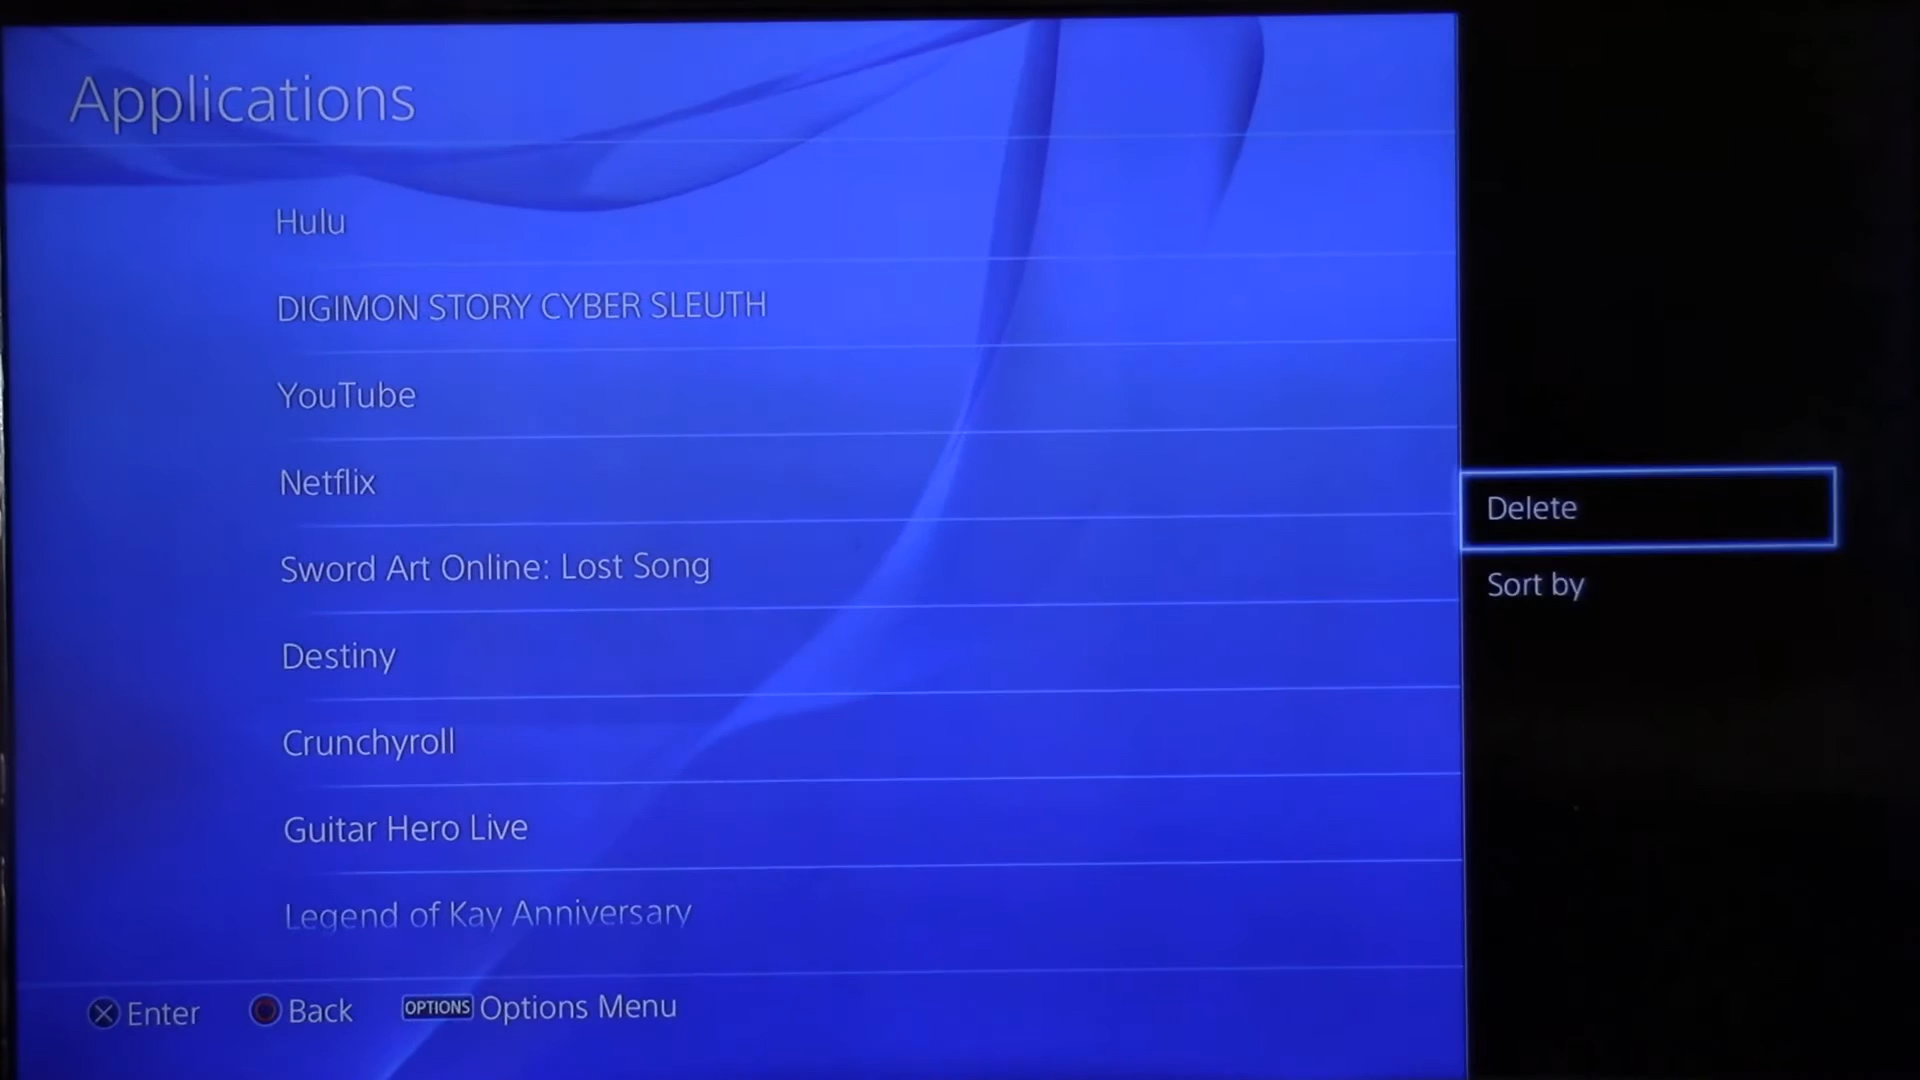 Applications
Hulu
DIGIMON STORY CYBER SLEUTH
YouTube
Netflix
Sword Art Online: Lost Song
Destiny
Crunchyroll
Guitar Hero Live
Legend of Kay Anniversary
Delete
Sort by
Enter Back OPTIONS Options Menu